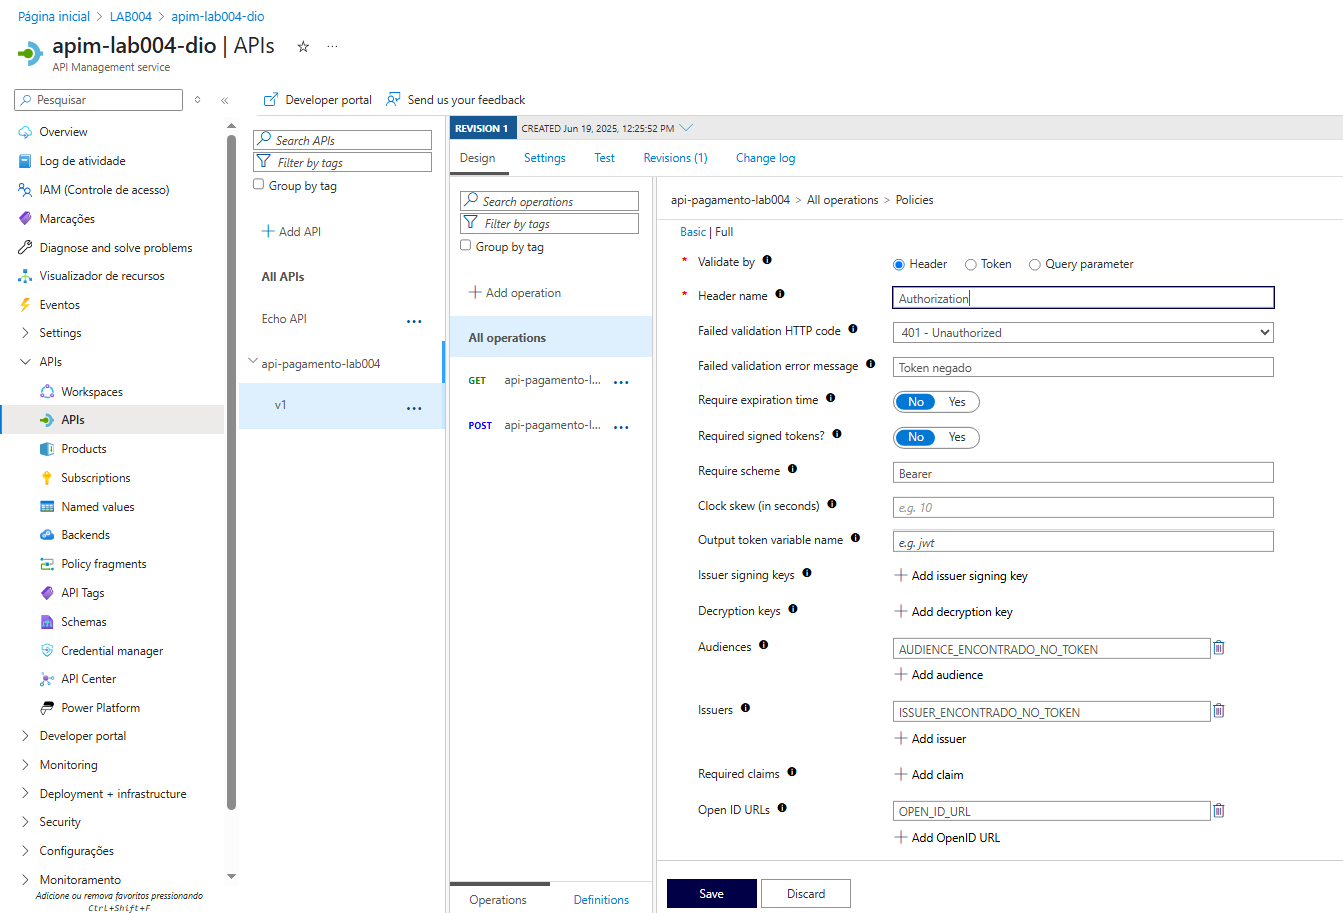 Página inicial > LAB004 > apim-lab004-dio
apim-lab004-dio | APIs ☆ ...
API Management service
Pesquisar
Overview
Log de atividade
IAM (Controle de acesso)
Marcações
Diagnose and solve problems
Visualizador de recursos
Eventos
Settings
APIs
Workspaces
APIs
Products
Subscriptions
Named values
Backends
Policy fragments
API Tags
Schemas
Credential manager
API Center
Power Platform
Developer portal
Monitoring
Deployment + infrastructure
Security
Configurações
Monitoramento
Adicione ou remova favoritos pressionando
Ctrl+Shift+F
Developer portal Send us your feedback
Search APIs
Filter by tags
Group by tag
Add API
All APIs
Echo API ...
api-pagamento-lab004
v1 ...
REVISION 1 CREATED Jun 19, 2025, 12:25:52 PM
Design Settings Test Revisions (1) Change log
Search operations
Filter by tags
Group by tag
Add operation
All operations
GET api-pagamento-l... ...
POST api-pagamento-l... ...
Operations Definitions
api-pagamento-lab004 > All operations > Policies
Basic | Full
* Validate by Header Token Query parameter
* Header name Authorization
Failed validation HTTP code 401 - Unauthorized
Failed validation error message Token negado
Require expiration time No Yes
Required signed tokens? No Yes
Require scheme Bearer
Clock skew (in seconds) e.g. 10
Output token variable name e.g. jwt
Issuer signing keys Add issuer signing key
Decryption keys Add decryption key
Audiences AUDIENCE_ENCONTRADO_NO_TOKEN
Add audience
Issuers ISSUER_ENCONTRADO_NO_TOKEN
Add issuer
Required claims Add claim
Open ID URLs OPEN_ID_URL
Add OpenID URL
Save Discard